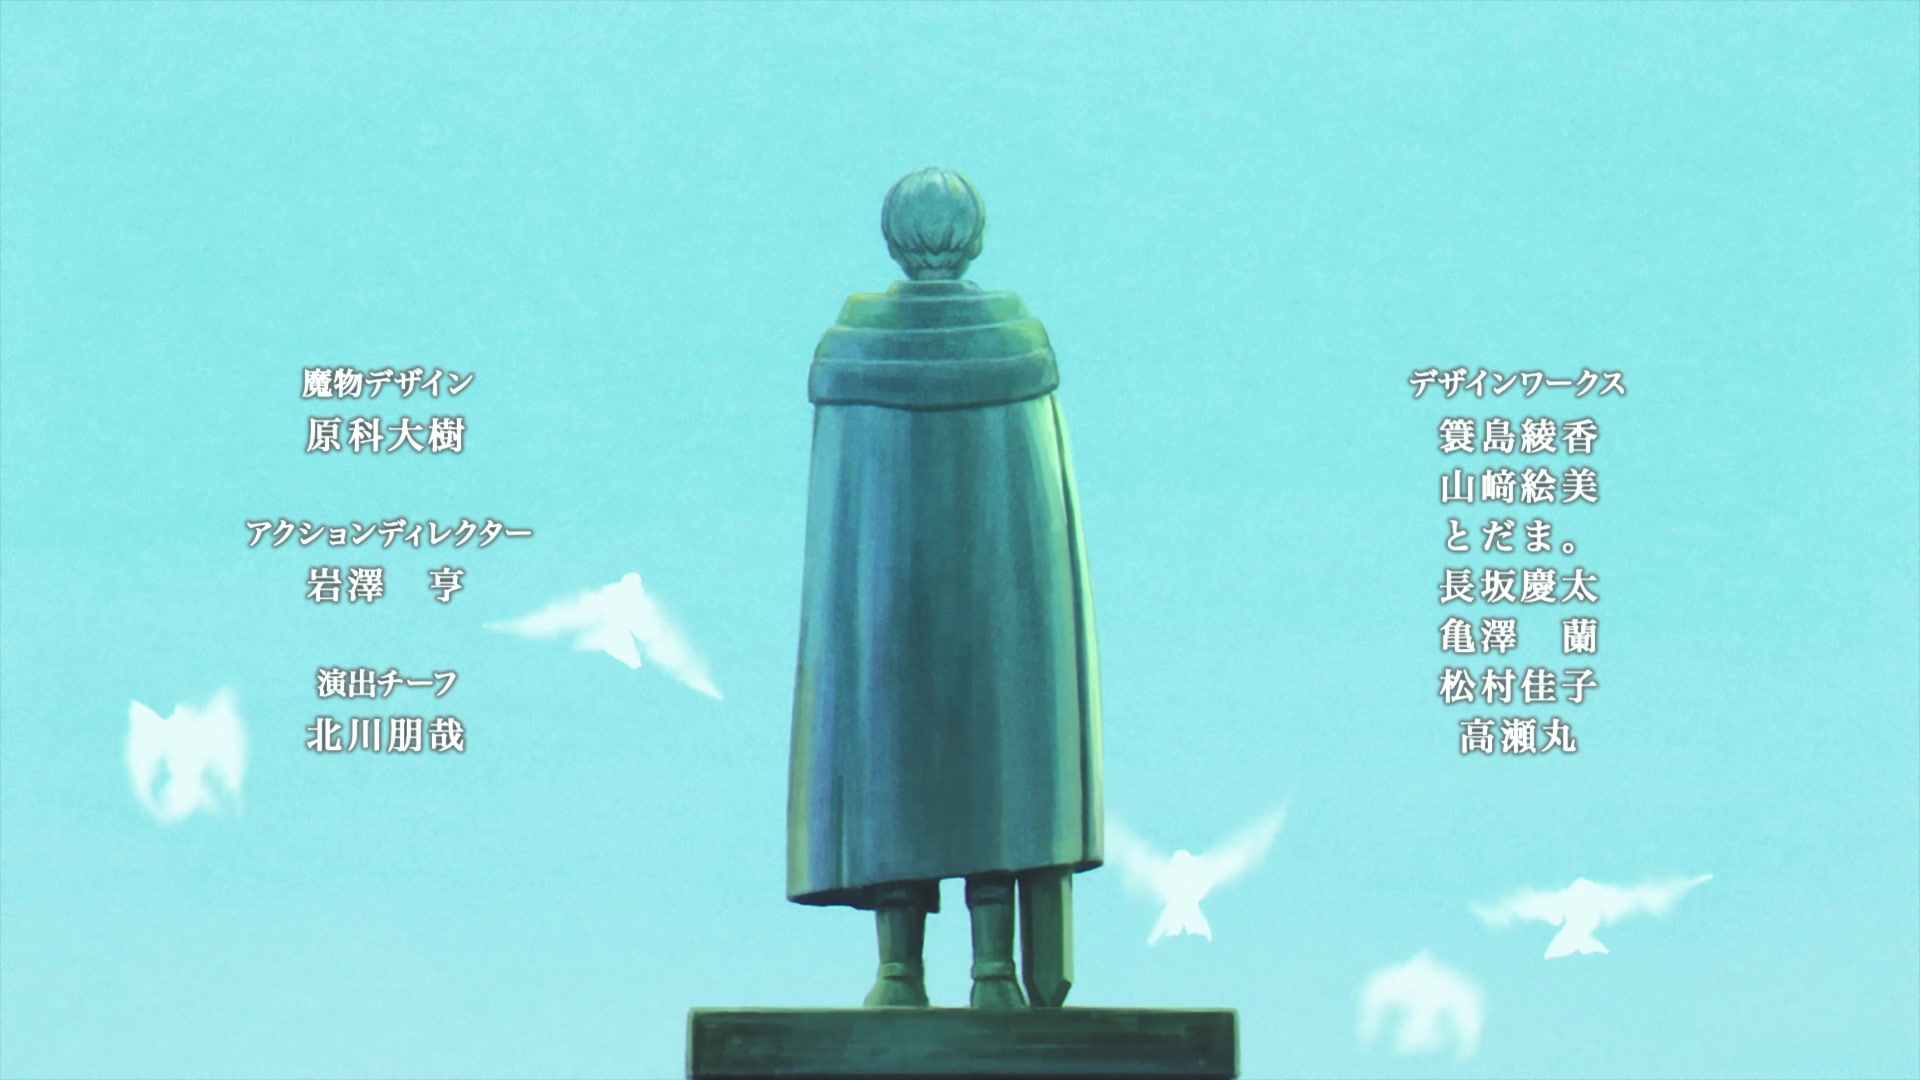 魔物デザイン
原科大樹
アクションディレクター
岩澤　亨
演出チーフ
北川朋哉
デザインワークス
簑島綾香
山﨑絵美
とだま。
長坂慶太
亀澤　蘭
松村佳子
高瀬丸